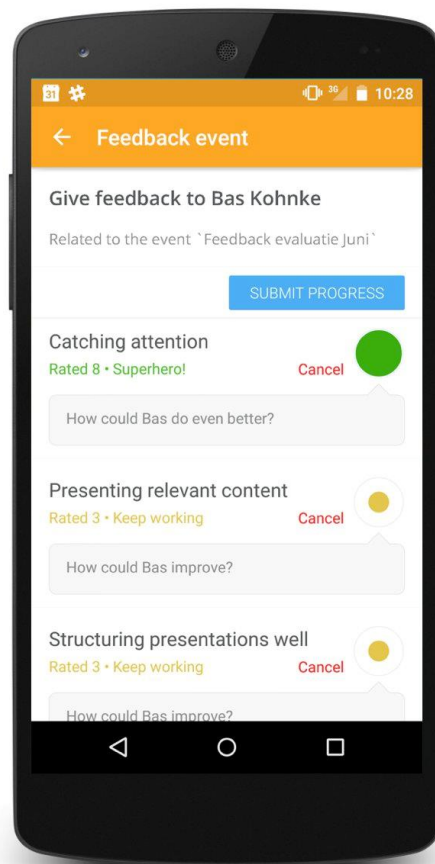 31
3G
10:28
Feedback event
Give feedback to Bas Kohnke
Related to the event `Feedback evaluatie Juni`
SUBMIT PROGRESS
Catching attention
Rated 8 • Superhero!
Cancel
How could Bas do even better?
Presenting relevant content
Rated 3 • Keep working
Cancel
How could Bas improve?
Structuring presentations well
Rated 3 • Keep working
Cancel
How could Bas improve?